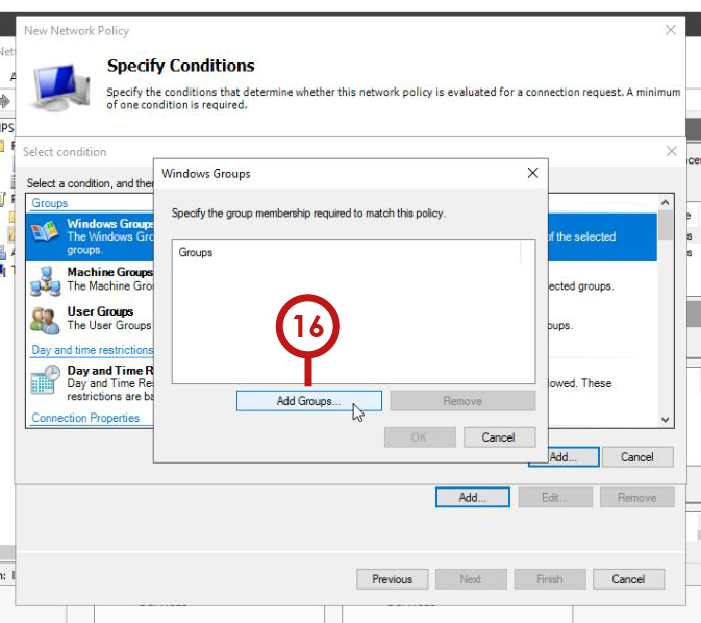 New Network Policy
Specify Conditions
Specify the conditions that determine whether this network policy is evaluated for a connection request. A minimum
of one condition is required.
Select condition
Select a condition, and then
Groups
Windows Groups
The Windows Gro
of the selected
groups.
Machine Groups
The Machine Gro
ected groups.
User Groups
The User Groups
oups.
Day and time restrictions
Day and Time R
Day and Time Res
lowed. These
restrictions are ba
Connection Properties
Windows Groups
Specify the group membership required to match this policy.
Groups
16
Add Groups...
Remove
OK
Cancel
Add...
Cancel
Add...
Edit...
Remove
Previous
Next
Finish
Cancel